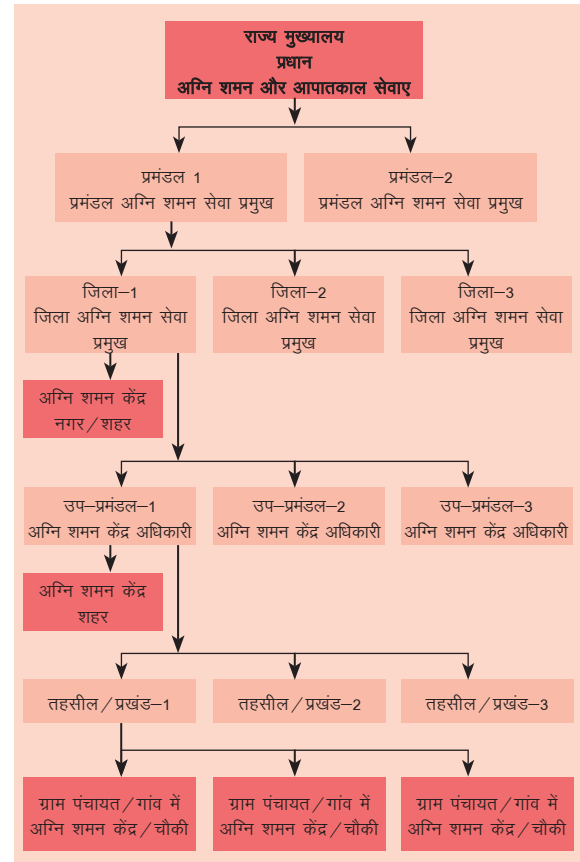 राज्य मुख्यालय
प्रधान
अग्नि शमन और आपातकाल सेवाए
प्रमंडल 1
प्रमंडल अग्नि शमन सेवा प्रमुख
प्रमंडल–2
प्रमंडल अग्नि शमन सेवा प्रमुख
जिला–1
जिला अग्नि शमन सेवा
प्रमुख
जिला–2
जिला अग्नि शमन सेवा
प्रमुख
जिला–3
जिला अग्नि शमन सेवा
प्रमुख
अग्नि शमन केंद्र
नगर/शहर
उप–प्रमंडल–1
अग्नि शमन केंद्र अधिकारी
उप–प्रमंडल–2
अग्नि शमन केंद्र अधिकारी
उप–प्रमंडल–3
अग्नि शमन केंद्र अधिकारी
अग्नि शमन केंद्र
शहर
तहसील/प्रखंड–1
तहसील/प्रखंड–2
तहसील/प्रखंड–3
ग्राम पंचायत/गांव में
अग्नि शमन केंद्र/चौकी
ग्राम पंचायत/गांव में
अग्नि शमन केंद्र/चौकी
ग्राम पंचायत/गांव में
अग्नि शमन केंद्र/चौकी